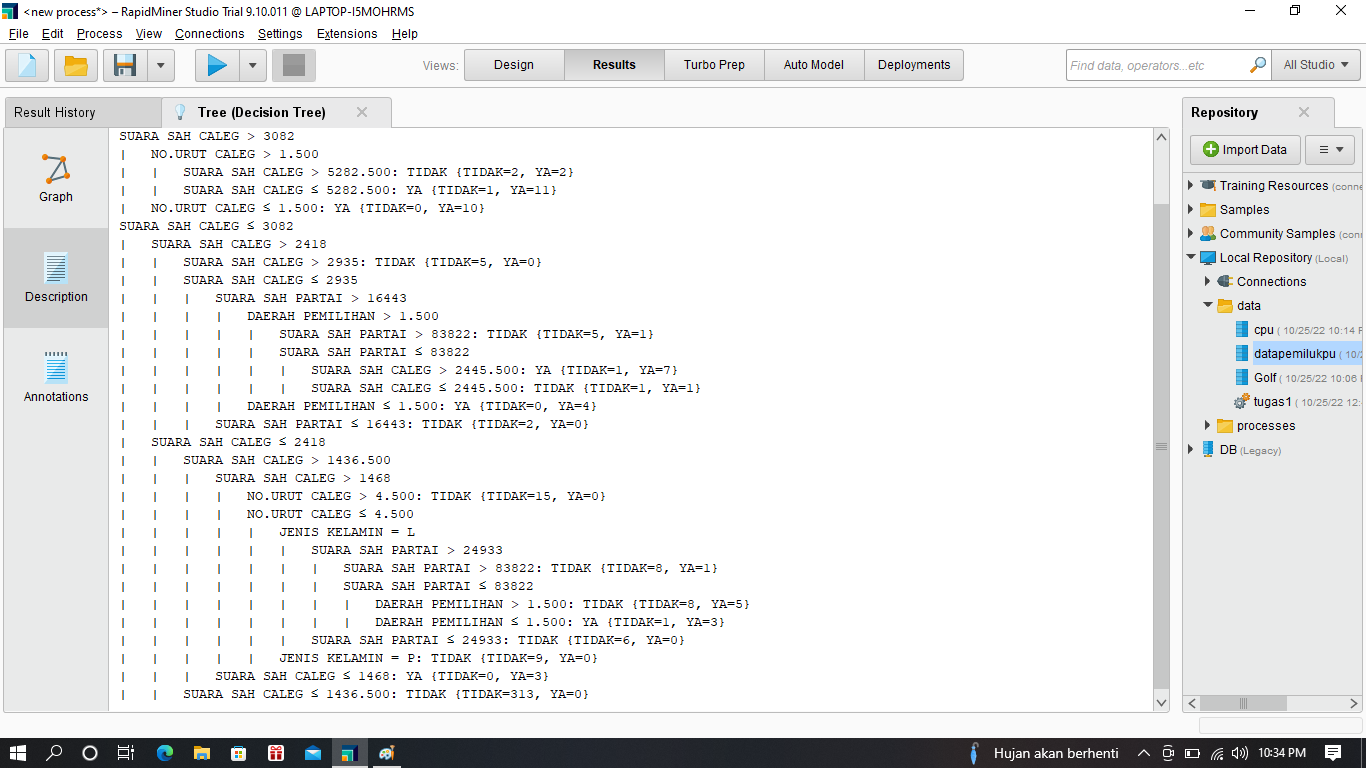 <new process*> – RapidMiner Studio Trial 9.10.011 @ LAPTOP-I5MOHRMS
File Edit Process View Connections Settings Extensions Help
Views: Design Results Turbo Prep Auto Model Deployments Find data, operators...etc All Studio
Result History Tree (Decision Tree)
Graph
Description
Annotations
SUARA SAH CALEG > 3082
| NO.URUT CALEG > 1.500
| | SUARA SAH CALEG > 5282.500: TIDAK {TIDAK=2, YA=2}
| | SUARA SAH CALEG ≤ 5282.500: YA {TIDAK=1, YA=11}
| NO.URUT CALEG ≤ 1.500: YA {TIDAK=0, YA=10}
SUARA SAH CALEG ≤ 3082
| SUARA SAH CALEG > 2418
| | SUARA SAH CALEG > 2935: TIDAK {TIDAK=5, YA=0}
| | SUARA SAH CALEG ≤ 2935
| | | SUARA SAH PARTAI > 16443
| | | | DAERAH PEMILIHAN > 1.500
| | | | | SUARA SAH PARTAI > 83822: TIDAK {TIDAK=5, YA=1}
| | | | | SUARA SAH PARTAI ≤ 83822
| | | | | | SUARA SAH CALEG > 2445.500: YA {TIDAK=1, YA=7}
| | | | | | SUARA SAH CALEG ≤ 2445.500: TIDAK {TIDAK=1, YA=1}
| | | | DAERAH PEMILIHAN ≤ 1.500: YA {TIDAK=0, YA=4}
| | | SUARA SAH PARTAI ≤ 16443: TIDAK {TIDAK=2, YA=0}
| SUARA SAH CALEG ≤ 2418
| | SUARA SAH CALEG > 1436.500
| | | SUARA SAH CALEG > 1468
| | | | NO.URUT CALEG > 4.500: TIDAK {TIDAK=15, YA=0}
| | | | NO.URUT CALEG ≤ 4.500
| | | | | JENIS KELAMIN = L
| | | | | | SUARA SAH PARTAI > 24933
| | | | | | | SUARA SAH PARTAI > 83822: TIDAK {TIDAK=8, YA=1}
| | | | | | | SUARA SAH PARTAI ≤ 83822
| | | | | | | | DAERAH PEMILIHAN > 1.500: TIDAK {TIDAK=8, YA=5}
| | | | | | | | DAERAH PEMILIHAN ≤ 1.500: YA {TIDAK=1, YA=3}
| | | | | | SUARA SAH PARTAI ≤ 24933: TIDAK {TIDAK=6, YA=0}
| | | | | JENIS KELAMIN = P: TIDAK {TIDAK=9, YA=0}
| | | SUARA SAH CALEG ≤ 1468: YA {TIDAK=0, YA=3}
| | SUARA SAH CALEG ≤ 1436.500: TIDAK {TIDAK=313, YA=0}
Repository
Import Data
Training Resources (conne
Samples
Community Samples (con
Local Repository (Local)
Connections
data
cpu ( 10/25/22 10:14 P
datapemilukpu ( 10/
Golf ( 10/25/22 10:06
tugas1 ( 10/25/22 12:
processes
DB (Legacy)
Hujan akan berhenti 10:34 PM